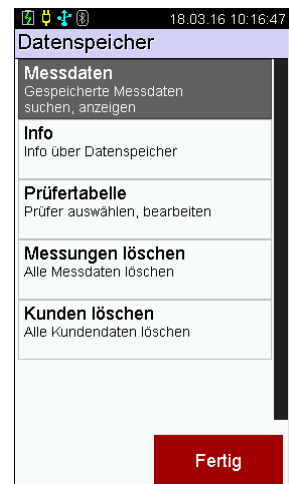 18.03.16 10:16:47
Datenspeicher
Messdaten
Gespeicherte Messdaten
suchen, anzeigen
Info
Info über Datenspeicher
Prüfertabelle
Prüfer auswählen, bearbeiten
Messungen löschen
Alle Messdaten löschen
Kunden löschen
Alle Kundendaten löschen
Fertig